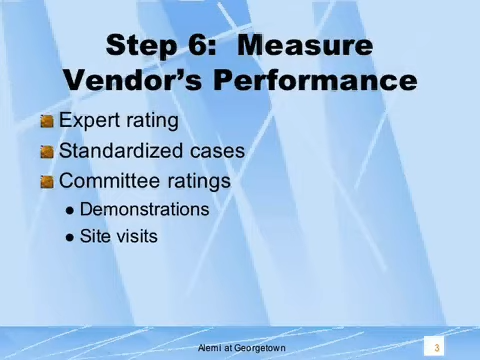 Step 6:  Measure
Vendor's Performance
Expert rating
Standardized cases
Committee ratings
Demonstrations
Site visits
Alemi at Georgetown
3